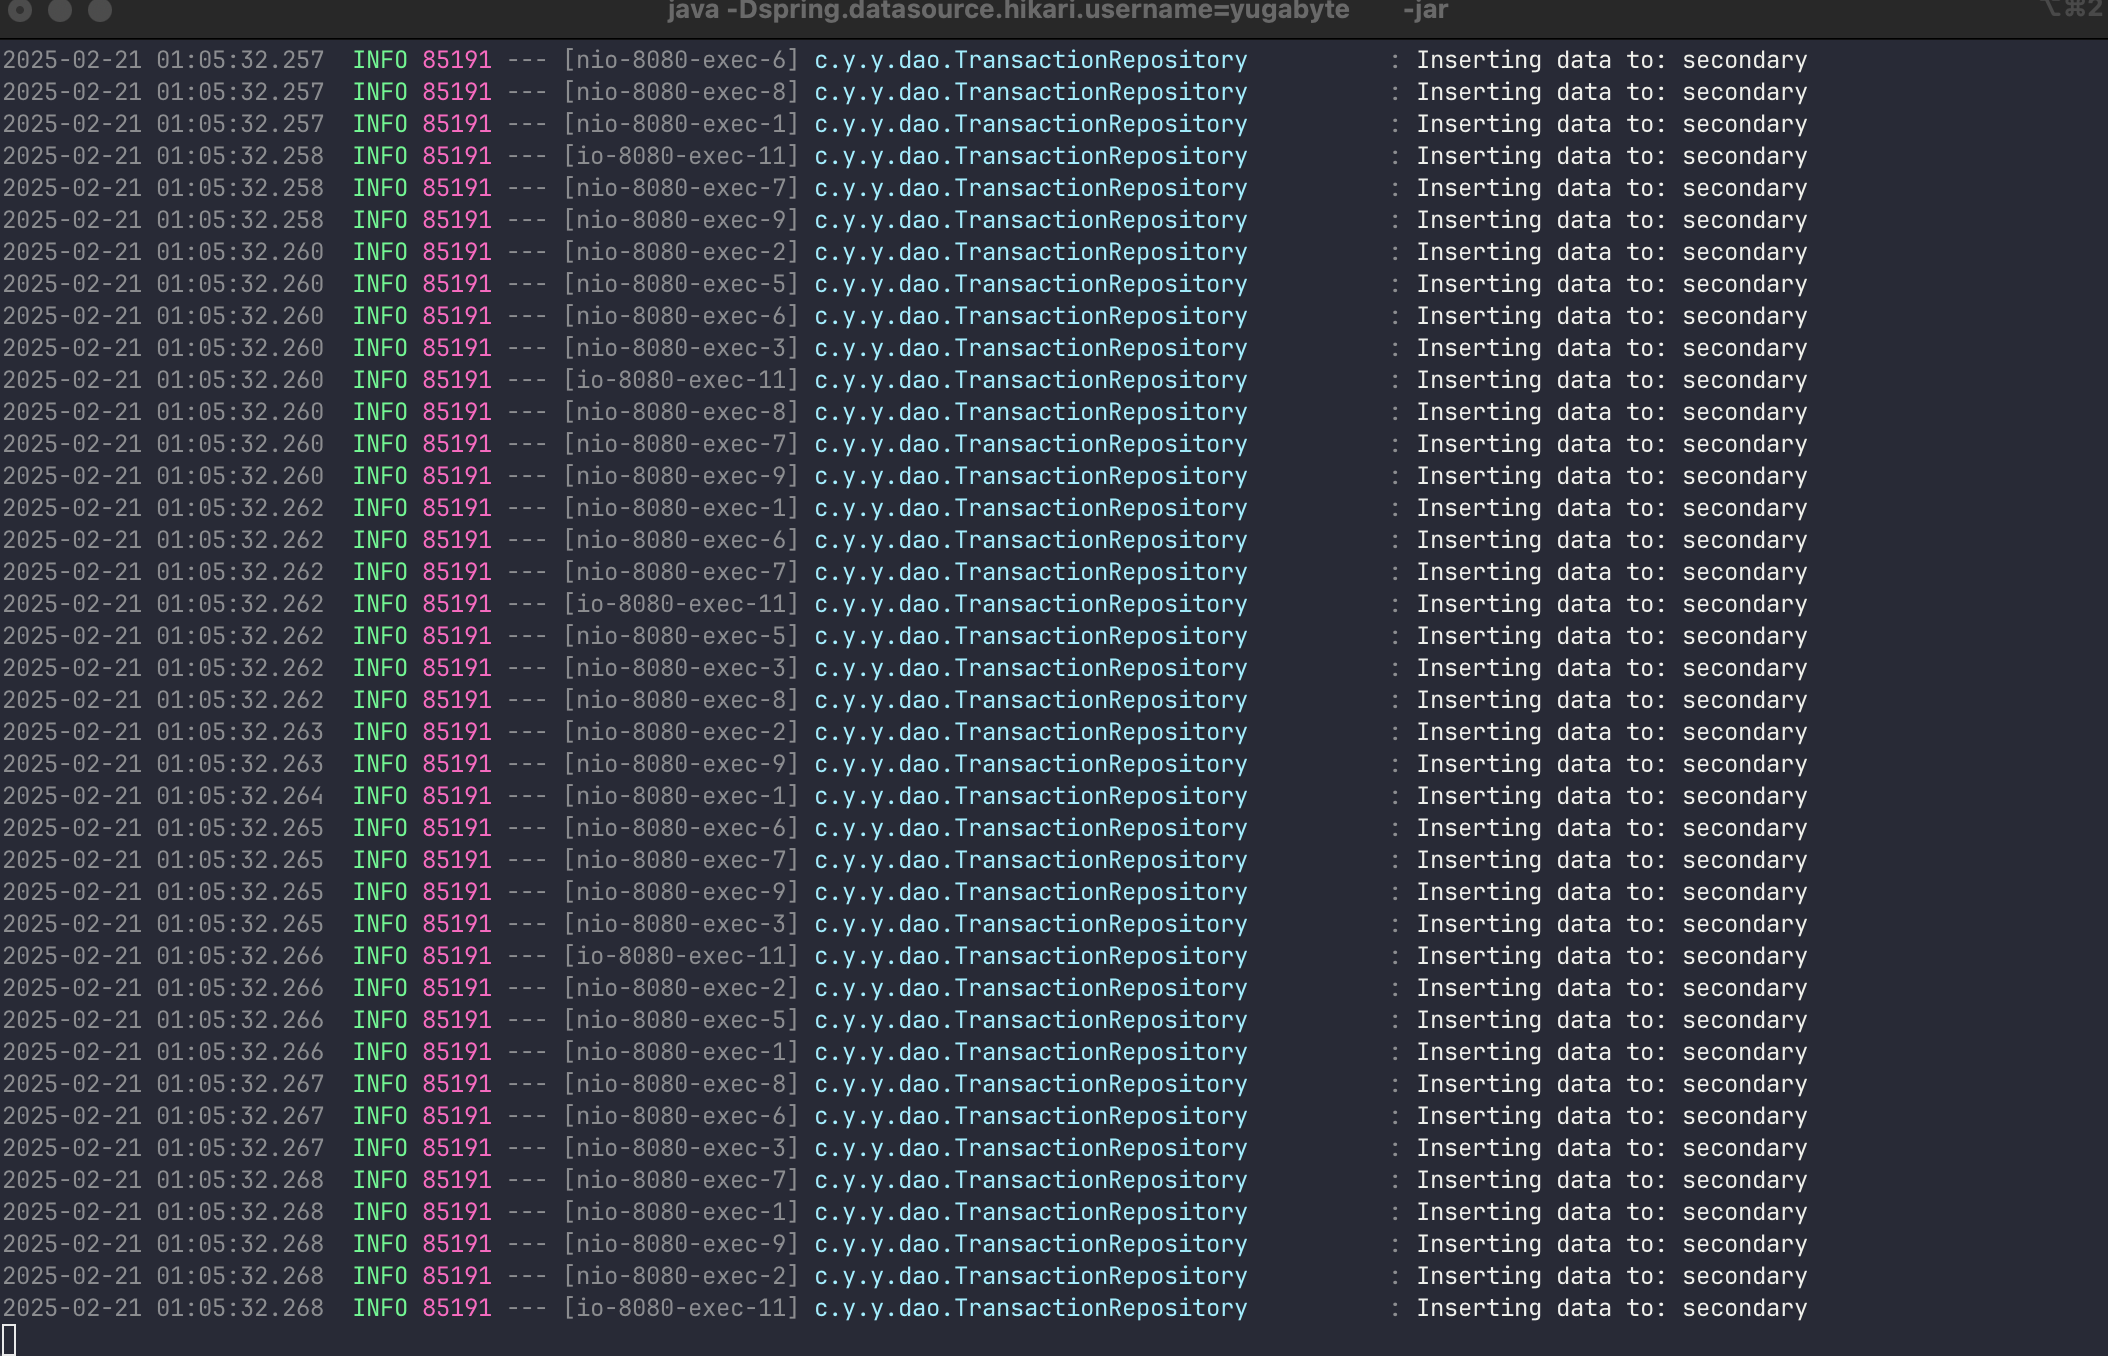 java -Dspring.datasource.hikari.username=yugabyte -jar ⌥⌘2
2025-02-21 01:05:32.257 INFO 85191 --- [nio-8080-exec-6] c.y.y.dao.TransactionRepository : Inserting data to: secondary
2025-02-21 01:05:32.257 INFO 85191 --- [nio-8080-exec-8] c.y.y.dao.TransactionRepository : Inserting data to: secondary
2025-02-21 01:05:32.257 INFO 85191 --- [nio-8080-exec-1] c.y.y.dao.TransactionRepository : Inserting data to: secondary
2025-02-21 01:05:32.258 INFO 85191 --- [io-8080-exec-11] c.y.y.dao.TransactionRepository : Inserting data to: secondary
2025-02-21 01:05:32.258 INFO 85191 --- [nio-8080-exec-7] c.y.y.dao.TransactionRepository : Inserting data to: secondary
2025-02-21 01:05:32.258 INFO 85191 --- [nio-8080-exec-9] c.y.y.dao.TransactionRepository : Inserting data to: secondary
2025-02-21 01:05:32.260 INFO 85191 --- [nio-8080-exec-2] c.y.y.dao.TransactionRepository : Inserting data to: secondary
2025-02-21 01:05:32.260 INFO 85191 --- [nio-8080-exec-5] c.y.y.dao.TransactionRepository : Inserting data to: secondary
2025-02-21 01:05:32.260 INFO 85191 --- [nio-8080-exec-6] c.y.y.dao.TransactionRepository : Inserting data to: secondary
2025-02-21 01:05:32.260 INFO 85191 --- [nio-8080-exec-3] c.y.y.dao.TransactionRepository : Inserting data to: secondary
2025-02-21 01:05:32.260 INFO 85191 --- [io-8080-exec-11] c.y.y.dao.TransactionRepository : Inserting data to: secondary
2025-02-21 01:05:32.260 INFO 85191 --- [nio-8080-exec-8] c.y.y.dao.TransactionRepository : Inserting data to: secondary
2025-02-21 01:05:32.260 INFO 85191 --- [nio-8080-exec-7] c.y.y.dao.TransactionRepository : Inserting data to: secondary
2025-02-21 01:05:32.260 INFO 85191 --- [nio-8080-exec-9] c.y.y.dao.TransactionRepository : Inserting data to: secondary
2025-02-21 01:05:32.262 INFO 85191 --- [nio-8080-exec-1] c.y.y.dao.TransactionRepository : Inserting data to: secondary
2025-02-21 01:05:32.262 INFO 85191 --- [nio-8080-exec-6] c.y.y.dao.TransactionRepository : Inserting data to: secondary
2025-02-21 01:05:32.262 INFO 85191 --- [nio-8080-exec-7] c.y.y.dao.TransactionRepository : Inserting data to: secondary
2025-02-21 01:05:32.262 INFO 85191 --- [io-8080-exec-11] c.y.y.dao.TransactionRepository : Inserting data to: secondary
2025-02-21 01:05:32.262 INFO 85191 --- [nio-8080-exec-5] c.y.y.dao.TransactionRepository : Inserting data to: secondary
2025-02-21 01:05:32.262 INFO 85191 --- [nio-8080-exec-3] c.y.y.dao.TransactionRepository : Inserting data to: secondary
2025-02-21 01:05:32.262 INFO 85191 --- [nio-8080-exec-8] c.y.y.dao.TransactionRepository : Inserting data to: secondary
2025-02-21 01:05:32.263 INFO 85191 --- [nio-8080-exec-2] c.y.y.dao.TransactionRepository : Inserting data to: secondary
2025-02-21 01:05:32.263 INFO 85191 --- [nio-8080-exec-9] c.y.y.dao.TransactionRepository : Inserting data to: secondary
2025-02-21 01:05:32.264 INFO 85191 --- [nio-8080-exec-1] c.y.y.dao.TransactionRepository : Inserting data to: secondary
2025-02-21 01:05:32.265 INFO 85191 --- [nio-8080-exec-6] c.y.y.dao.TransactionRepository : Inserting data to: secondary
2025-02-21 01:05:32.265 INFO 85191 --- [nio-8080-exec-7] c.y.y.dao.TransactionRepository : Inserting data to: secondary
2025-02-21 01:05:32.265 INFO 85191 --- [nio-8080-exec-9] c.y.y.dao.TransactionRepository : Inserting data to: secondary
2025-02-21 01:05:32.265 INFO 85191 --- [nio-8080-exec-3] c.y.y.dao.TransactionRepository : Inserting data to: secondary
2025-02-21 01:05:32.266 INFO 85191 --- [io-8080-exec-11] c.y.y.dao.TransactionRepository : Inserting data to: secondary
2025-02-21 01:05:32.266 INFO 85191 --- [nio-8080-exec-2] c.y.y.dao.TransactionRepository : Inserting data to: secondary
2025-02-21 01:05:32.266 INFO 85191 --- [nio-8080-exec-5] c.y.y.dao.TransactionRepository : Inserting data to: secondary
2025-02-21 01:05:32.266 INFO 85191 --- [nio-8080-exec-1] c.y.y.dao.TransactionRepository : Inserting data to: secondary
2025-02-21 01:05:32.267 INFO 85191 --- [nio-8080-exec-8] c.y.y.dao.TransactionRepository : Inserting data to: secondary
2025-02-21 01:05:32.267 INFO 85191 --- [nio-8080-exec-6] c.y.y.dao.TransactionRepository : Inserting data to: secondary
2025-02-21 01:05:32.267 INFO 85191 --- [nio-8080-exec-3] c.y.y.dao.TransactionRepository : Inserting data to: secondary
2025-02-21 01:05:32.268 INFO 85191 --- [nio-8080-exec-7] c.y.y.dao.TransactionRepository : Inserting data to: secondary
2025-02-21 01:05:32.268 INFO 85191 --- [nio-8080-exec-1] c.y.y.dao.TransactionRepository : Inserting data to: secondary
2025-02-21 01:05:32.268 INFO 85191 --- [nio-8080-exec-9] c.y.y.dao.TransactionRepository : Inserting data to: secondary
2025-02-21 01:05:32.268 INFO 85191 --- [nio-8080-exec-2] c.y.y.dao.TransactionRepository : Inserting data to: secondary
2025-02-21 01:05:32.268 INFO 85191 --- [io-8080-exec-11] c.y.y.dao.TransactionRepository : Inserting data to: secondary